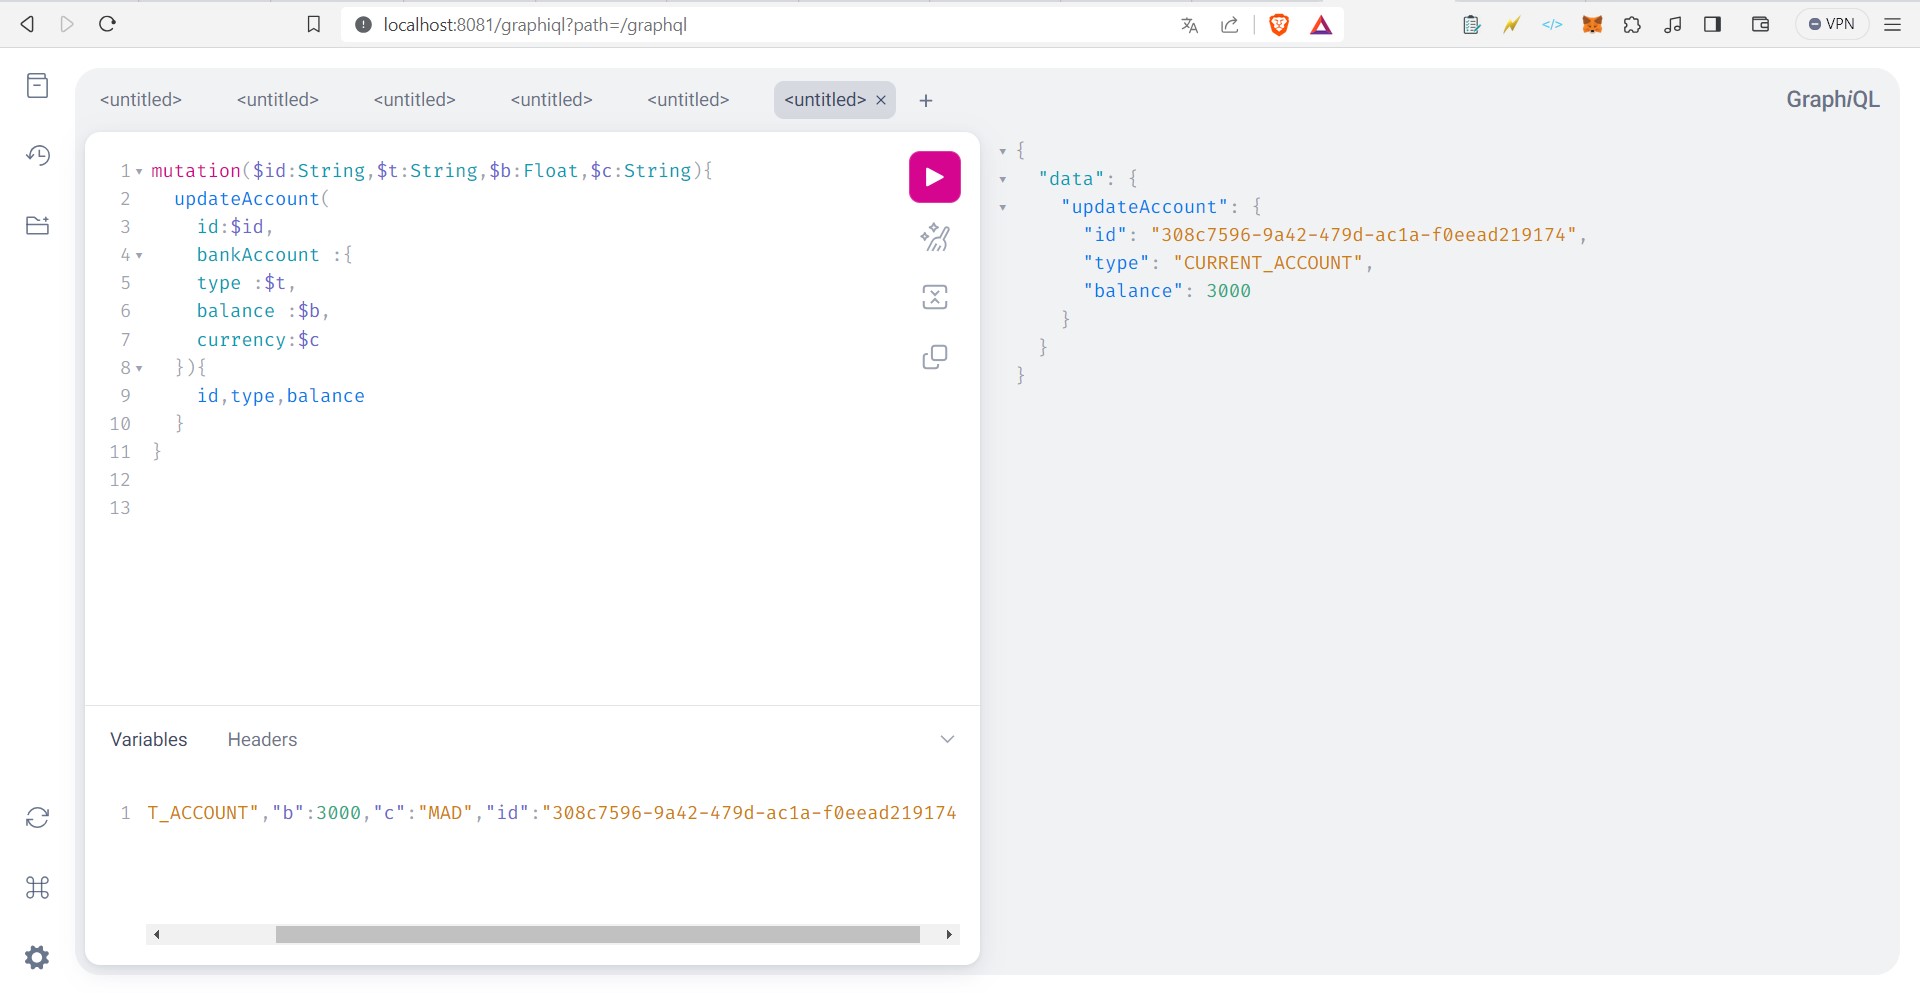 localhost:8081/graphiql?path=/graphql
VPN
<untitled> <untitled> <untitled> <untitled> <untitled> <untitled> × +
GraphiQL
1 mutation($id:String,$t:String,$b:Float,$c:String){
2 updateAccount(
3 id:$id,
4 bankAccount :{
5 type :$t,
6 balance :$b,
7 currency:$c
8 }){
9 id,type,balance
10 }
11 }
12
13
{
"data": {
"updateAccount": {
"id": "308c7596-9a42-479d-ac1a-f0eead219174",
"type": "CURRENT_ACCOUNT",
"balance": 3000
}
}
}
Variables Headers
1 T_ACCOUNT","b":3000,"c":"MAD","id":"308c7596-9a42-479d-ac1a-f0eead219174